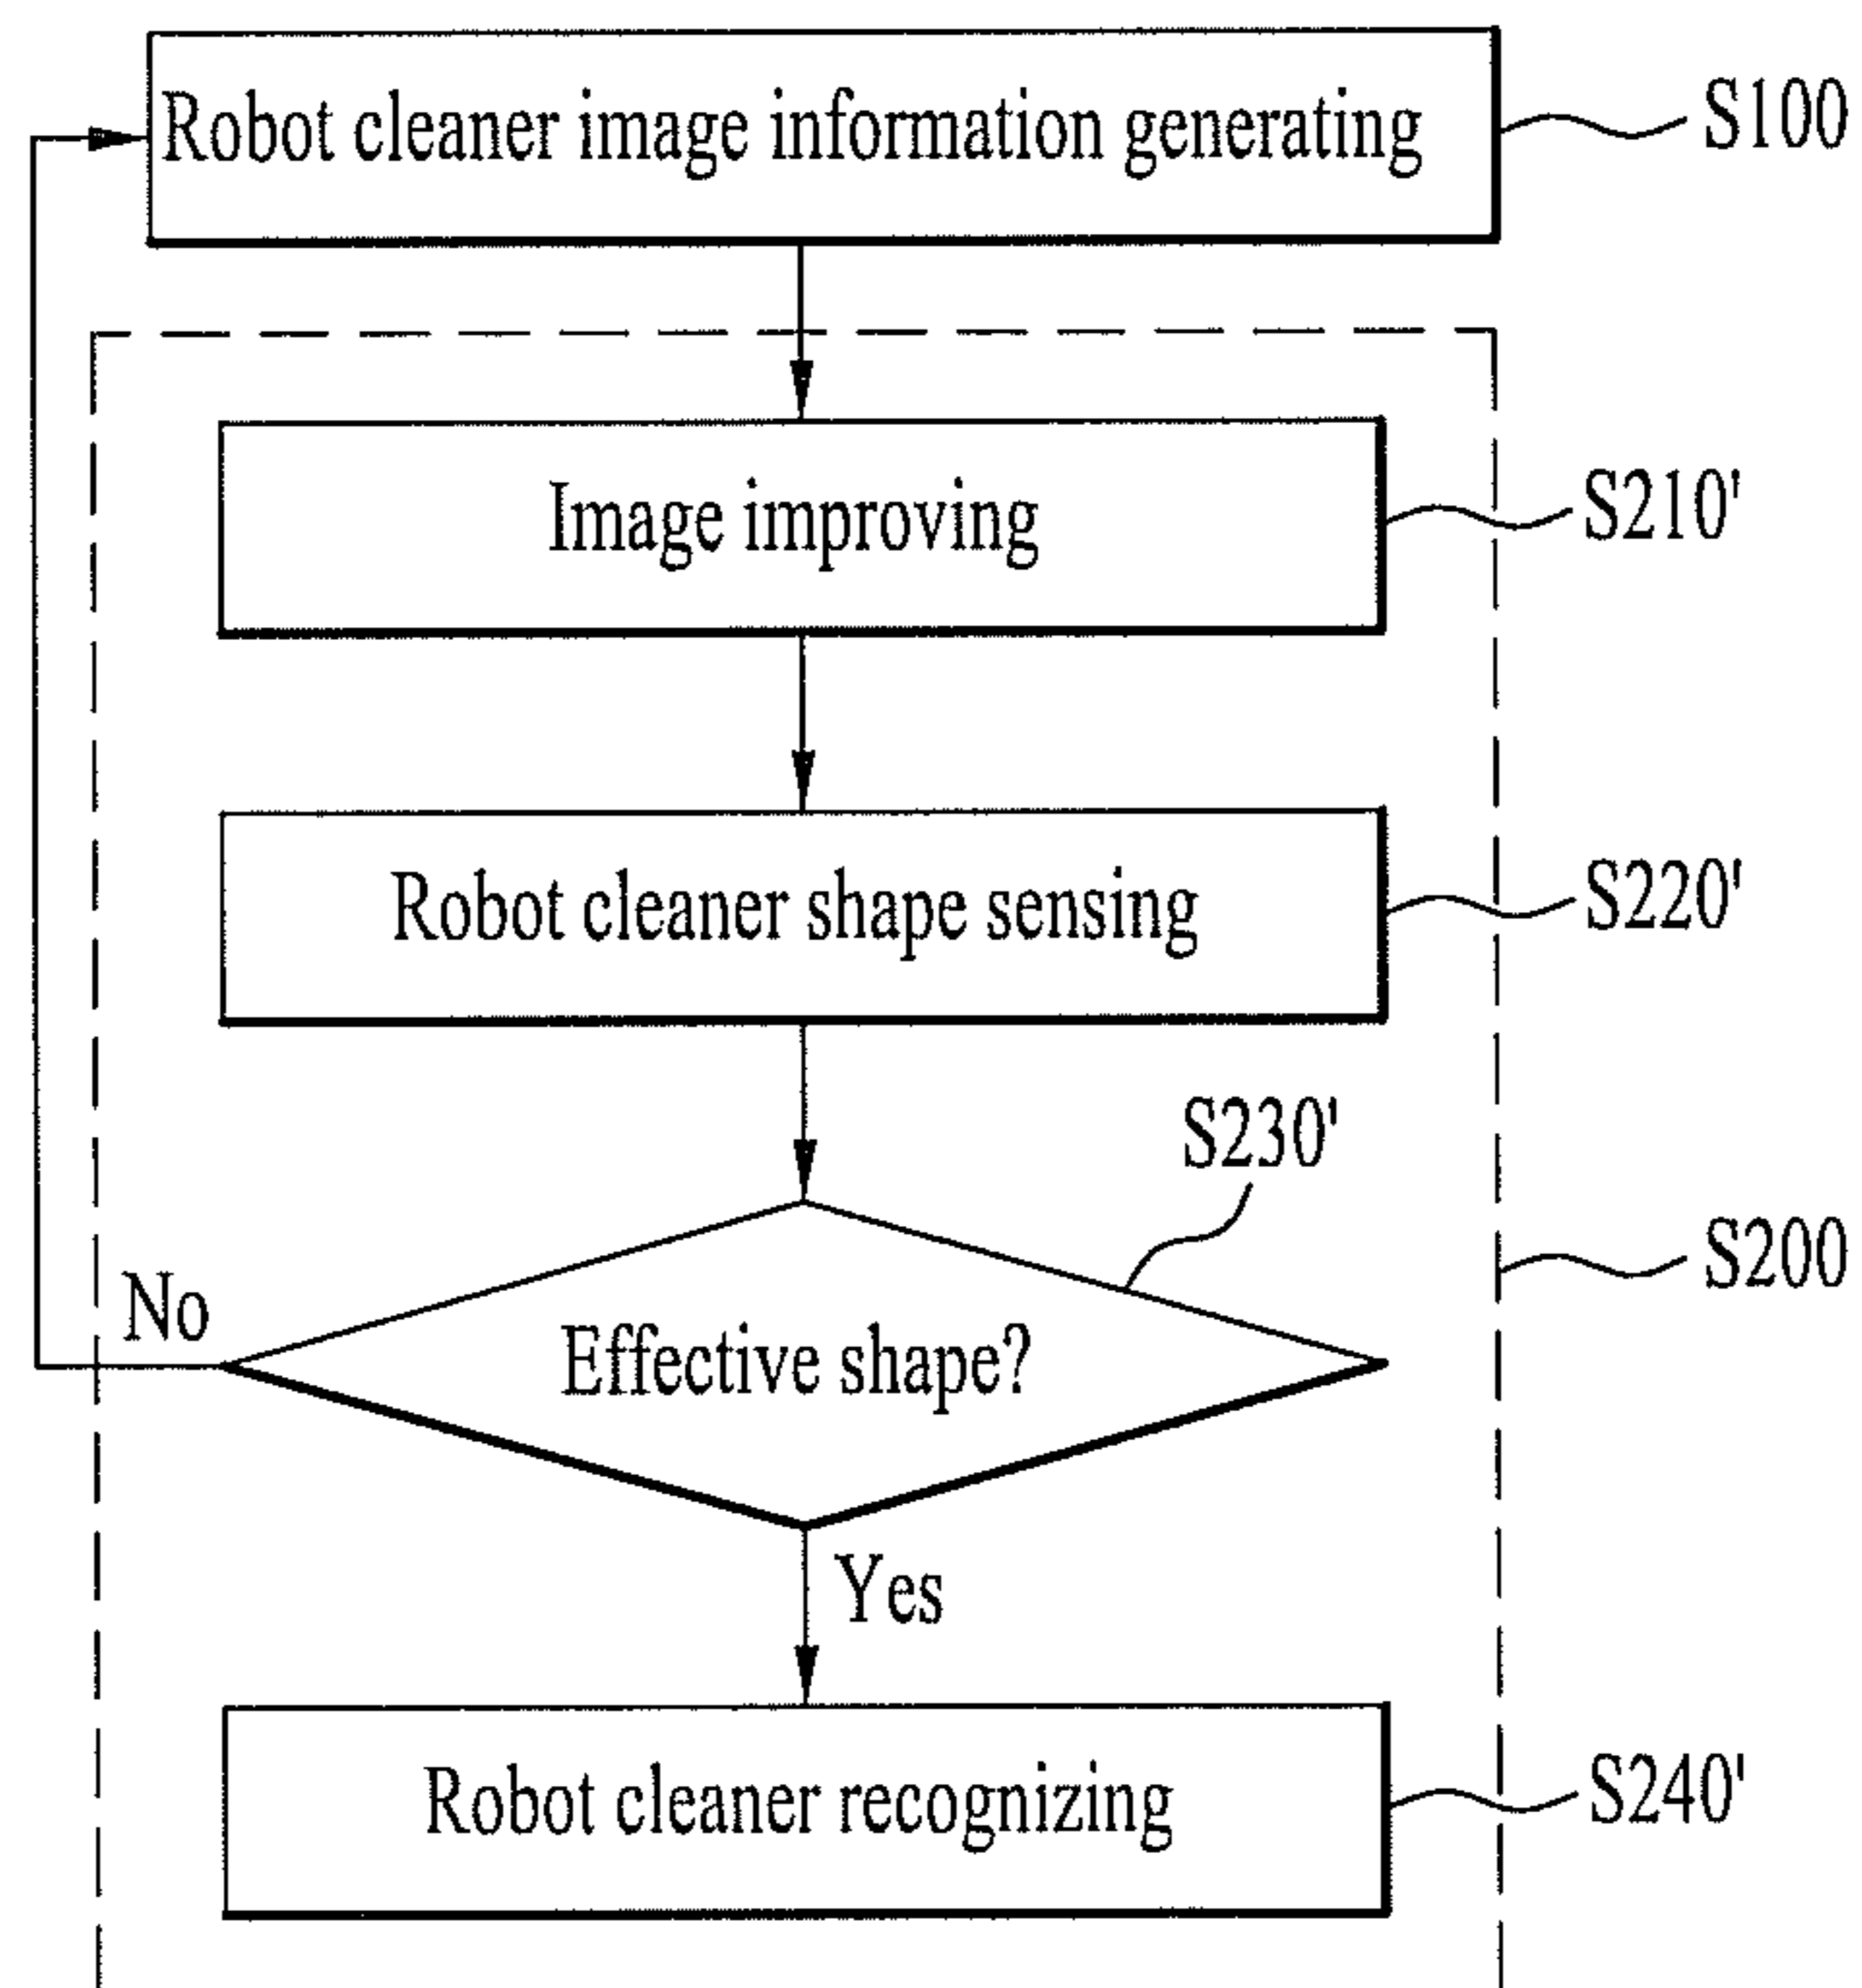 Robot cleaner image information generating
S100
Image improving
S210'
Robot cleaner shape sensing
S220'
S230'
Effective shape?
No
S200
Yes
Robot cleaner recognizing
S240'